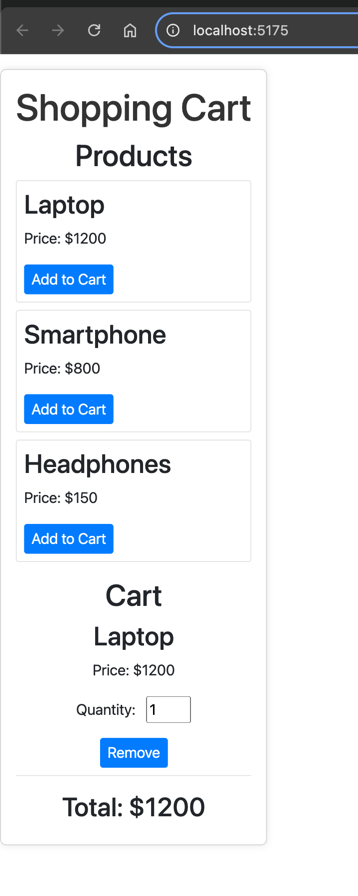 localhost:5175
Shopping Cart
Products
Laptop
Price: $1200
Add to Cart
Smartphone
Price: $800
Add to Cart
Headphones
Price: $150
Add to Cart
Cart
Laptop
Price: $1200
Quantity: 1
Remove
Total: $1200